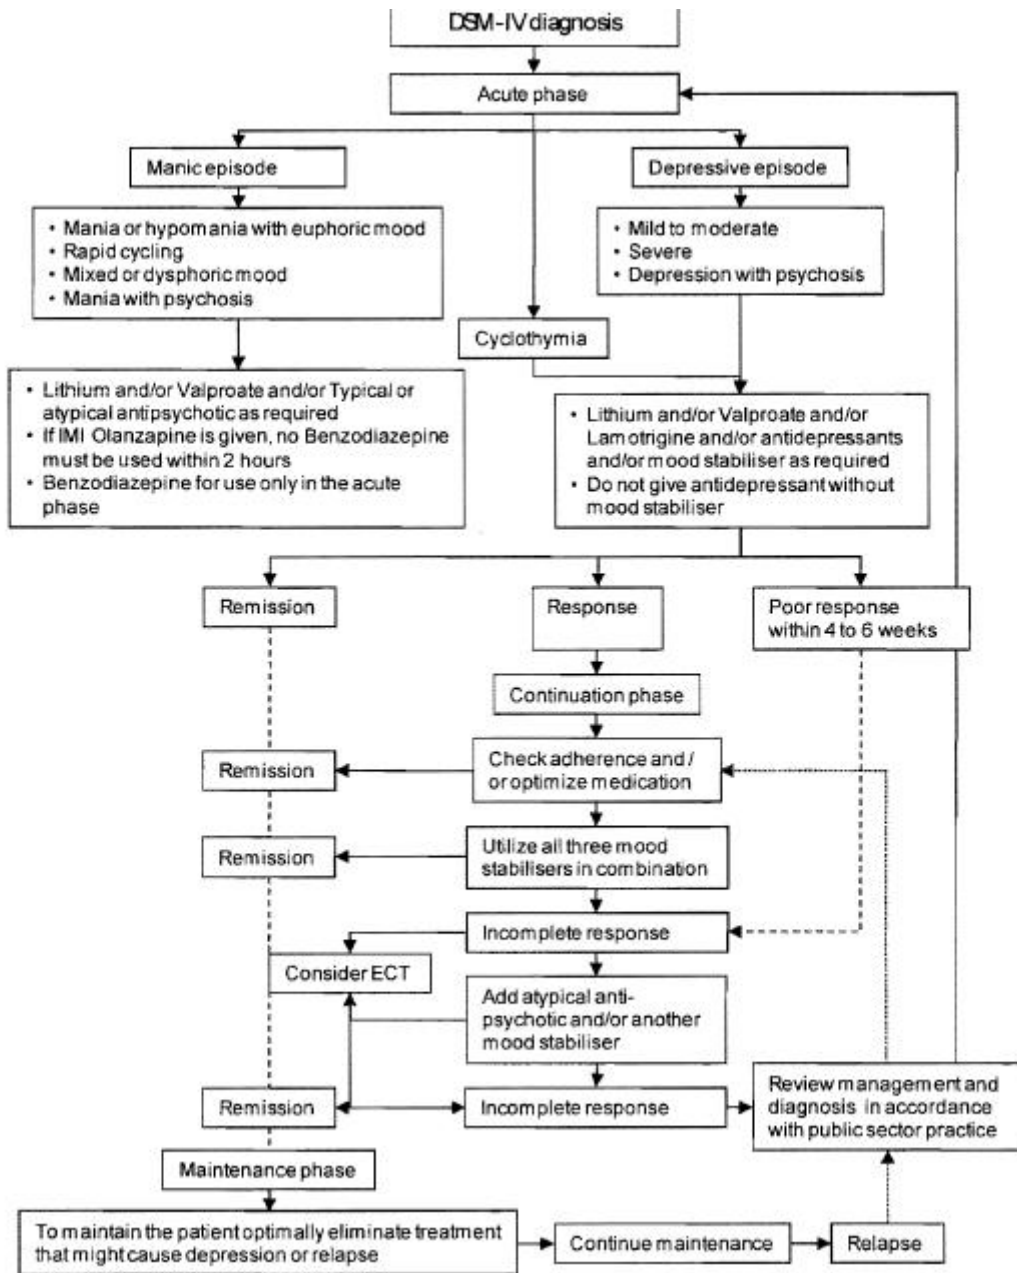 DSM-IV diagnosis
Acute phase
Manic episode
Depressive episode
• Mania or hypomania with euphoric mood
• Rapid cycling
• Mixed or dysphoric mood
• Mania with psychosis
• Mild to moderate
• Severe
• Depression with psychosis
Cyclothymia
• Lithium and/or Valproate and/or Typical or
atypical antipsychotic as required
• If IMI Olanzapine is given, no Benzodiazepine
must be used within 2 hours
• Benzodiazepine for use only in the acute
phase
• Lithium and/or Valproate and/or
Lamotrigine and/or antidepressants
and/or mood stabiliser as required
• Do not give antidepressant without
mood stabiliser
Remission
Response
Poor response
within 4 to 6 weeks
Continuation phase
Remission
Check adherence and /
or optimize medication
Remission
Utilize all three mood
stabilisers in combination
Incomplete response
Consider ECT
Add atypical anti-
psychotic and/or another
mood stabiliser
Remission
Incomplete response
Review management and
diagnosis in accordance
with public sector practice
Maintenance phase
To maintain the patient optimally eliminate treatment
that might cause depression or relapse
Continue maintenance
Relapse